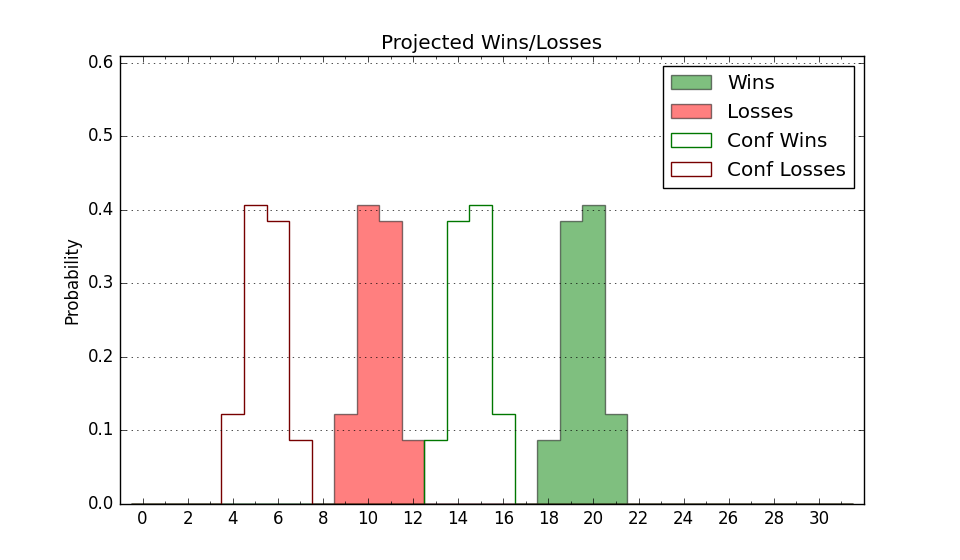 Projected Wins/Losses
0.6
0.5
0.4
0.3
0.2
0.1
0.0
Probability
Wins
Losses
Conf Wins
Conf Losses
0 2 4 6 8 10 12 14 16 18 20 22 24 26 28 30